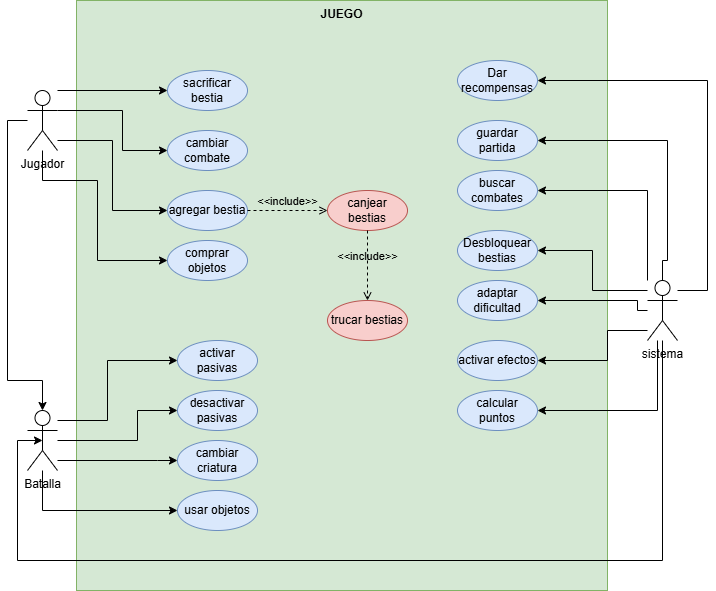 JUEGO
Jugador
sacrificar
bestia
cambiar
combate
agregar bestia
<<include>>
canjear
bestias
comprar
objetos
<<include>>
trucar bestias
Dar
recompensas
guardar
partida
buscar
combates
Desbloquear
bestias
adaptar
dificultad
sistema
activar efectos
calcular
puntos
activar
pasivas
desactivar
pasivas
cambiar
criatura
Batalla
usar objetos